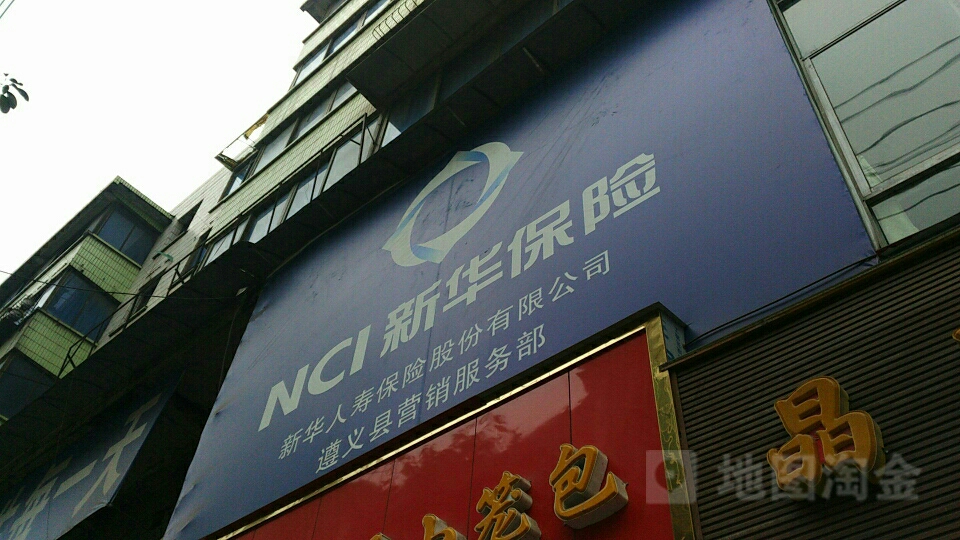 NCI 新华保险
新华人寿保险股份有限公司
遵义县营销服务部
笼包
晶
地图淘金